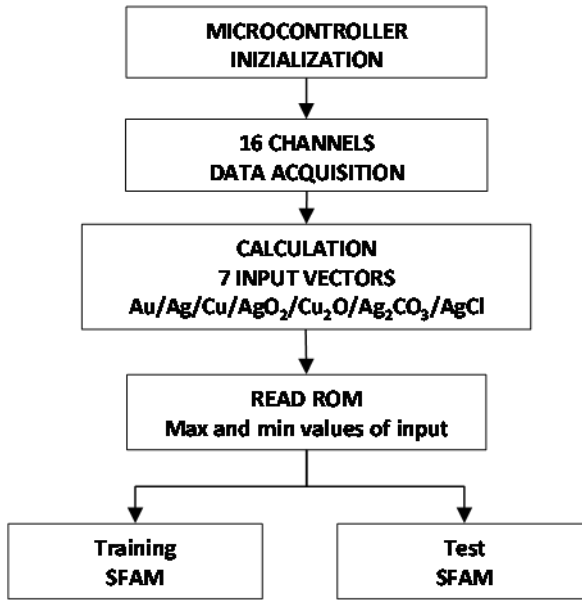 MICROCONTROLLER
INIZIALIZATION
16 CHANNELS
DATA ACQUISITION
CALCULATION
7 INPUT VECTORS
Au/Ag/Cu/AgO₂/Cu₂O/Ag₂CO₃/AgCl
READ ROM
Max and min values of input
Training
SFAM
Test
SFAM